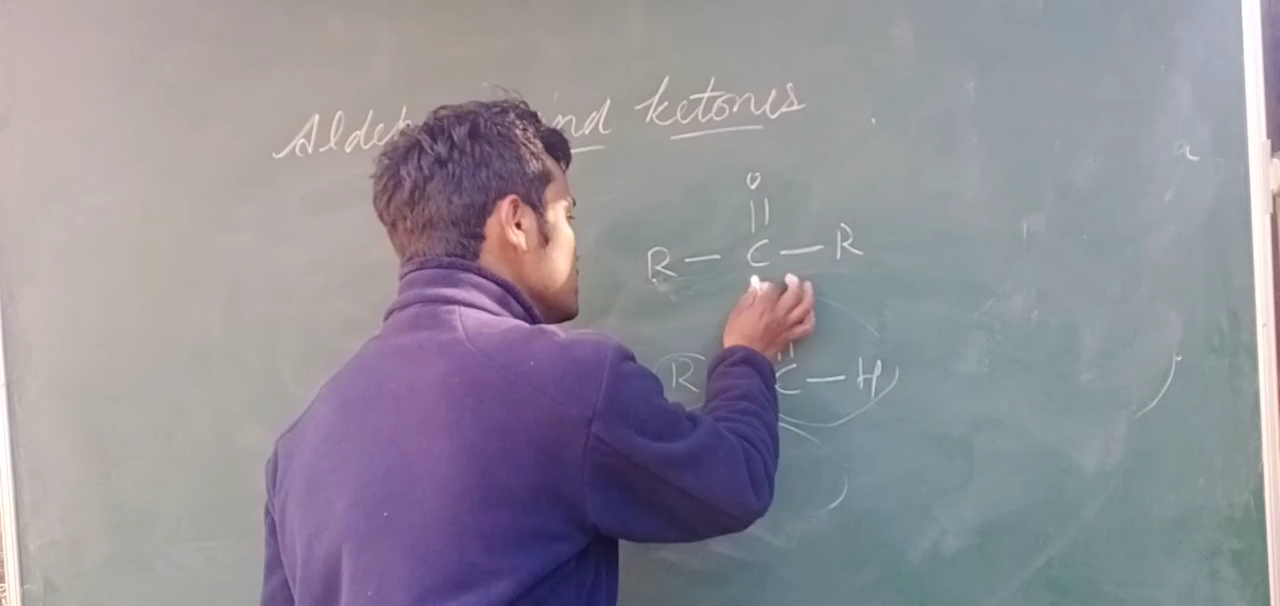 ketones
O
||
R — C — R
R
C — H
a